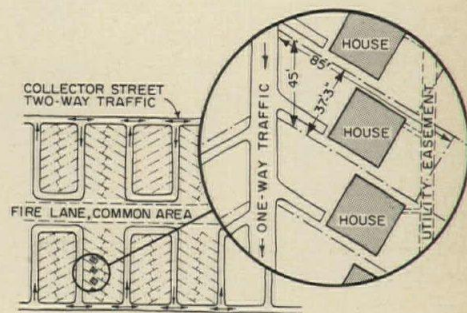 COLLECTOR STREET
TWO-WAY TRAFFIC
FIRE LANE, COMMON AREA
ONE-WAY TRAFFIC
45'
85'
37'-3"
HOUSE
HOUSE
HOUSE
UTILITY EASEMENT